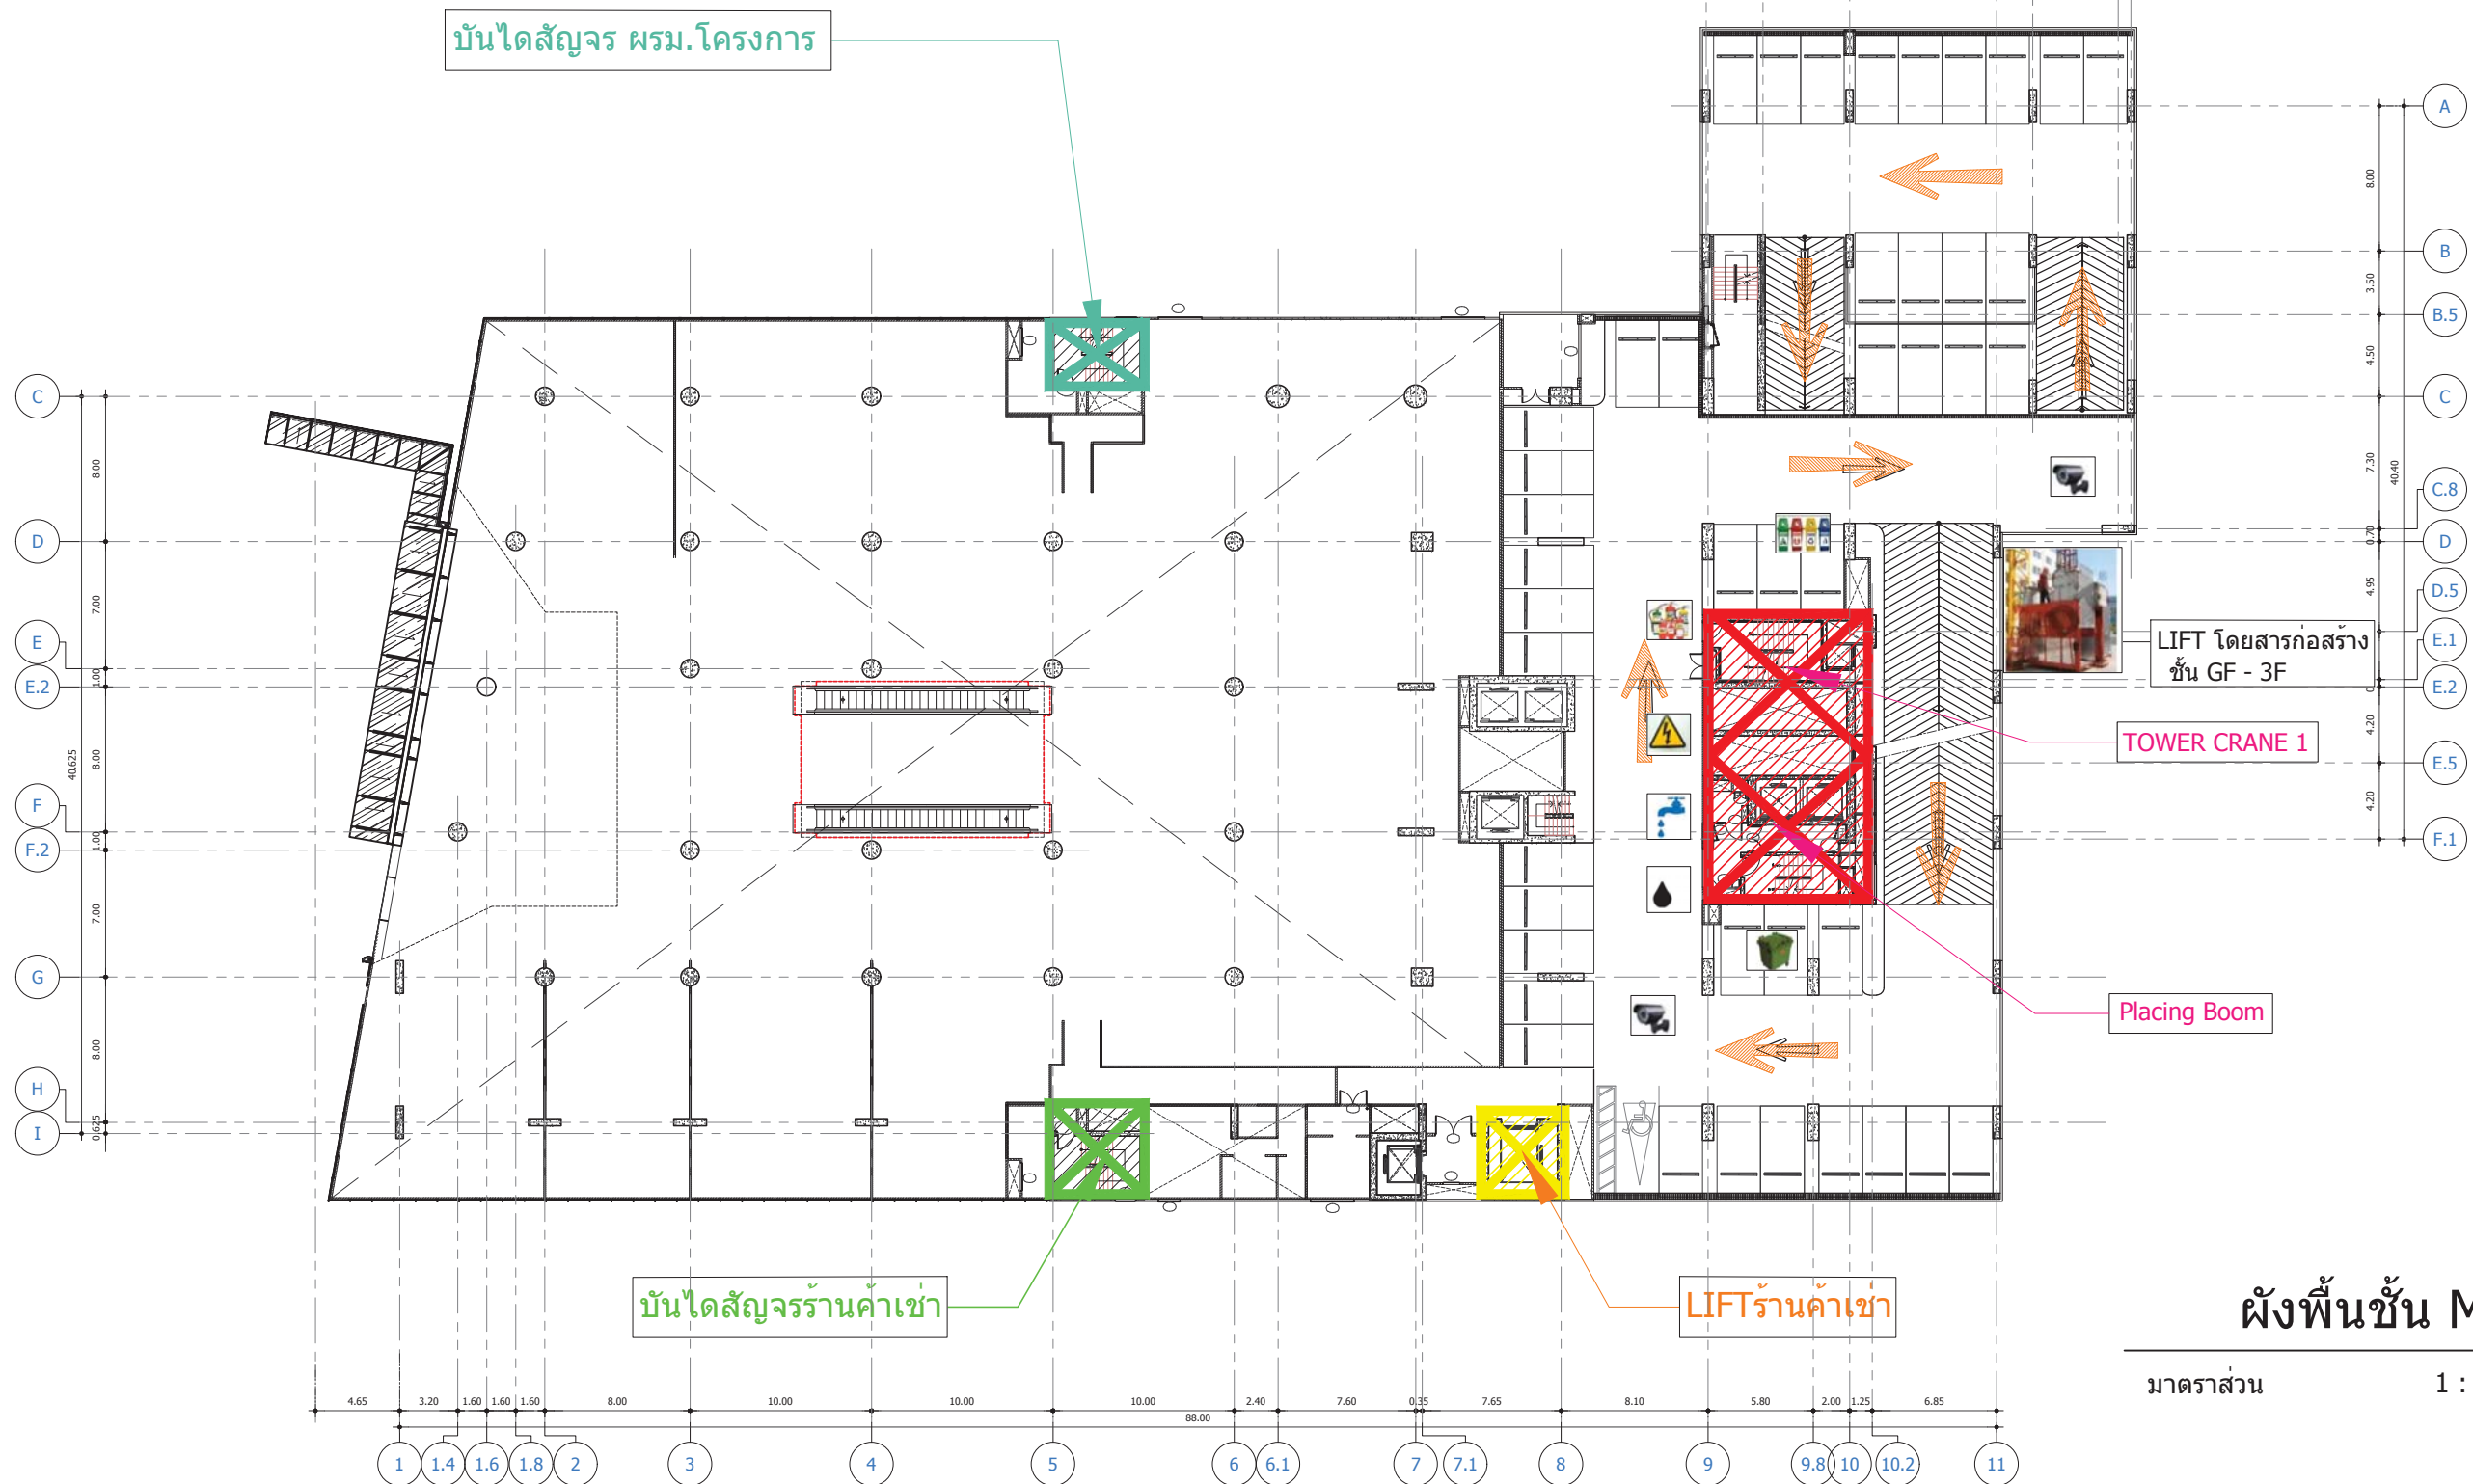 บันไดสัญจร ผรม.โครงการ
A
8.00
B
3.50
B.5
4.50
C
C
8.00
7.30
40.40
C.8
D
0.70
D
7.00
4.95
D.5
LIFT โดยสารก่อสร้าง
ชั้น GF - 3F
E
E.1
1.00
E.2
0
E.2
TOWER CRANE 1
4.20
40.625
8.00
E.5
4.20
F
1.00
F.2
F.1
7.00
G
Placing Boom
8.00
H
0.625
I
บันไดสัญจรร้านค้าเช่า
LIFTร้านค้าเช่า
ผังพื้นชั้น M
มาตราส่วน 1 :
4.65 3.20 1.60 1.60 1.60 8.00 10.00 10.00 10.00 2.40 7.60 0.35 7.65 8.10 5.80 2.00 1.25 6.85
88.00
1 1.4 1.6 1.8 2 3 4 5 6 6.1 7 7.1 8 9 9.8 10 10.2 11